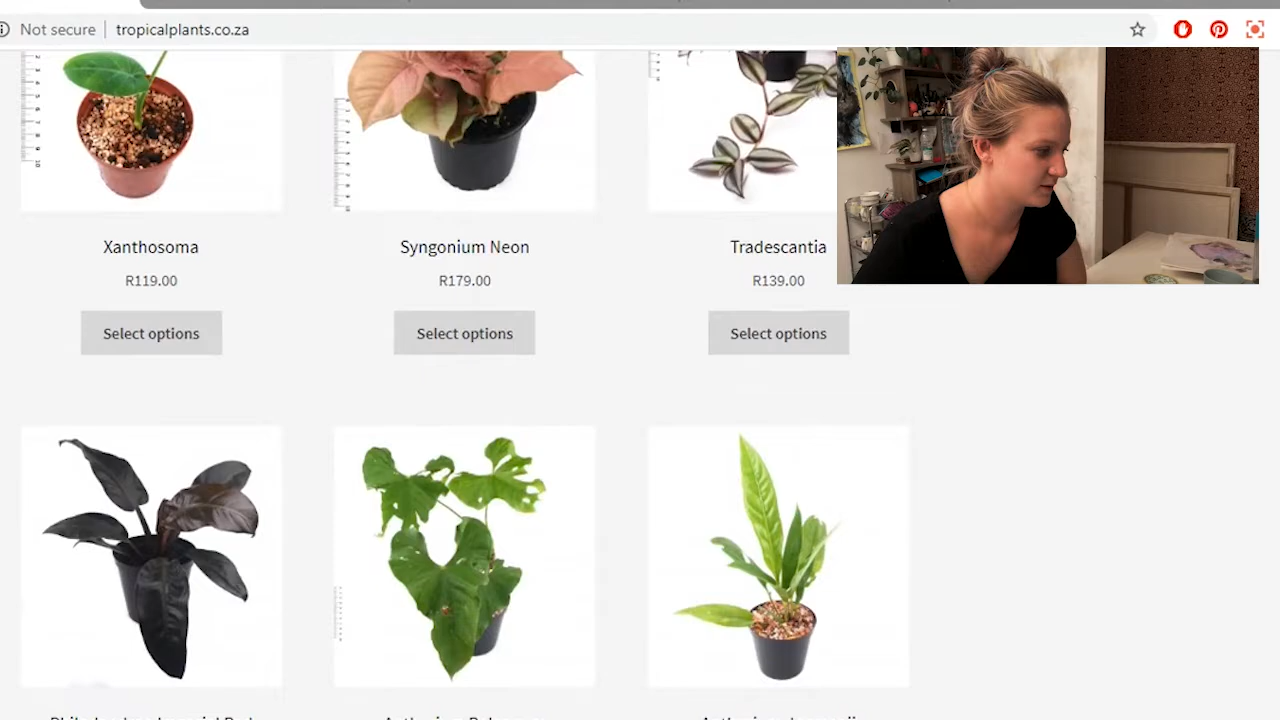 Not secure | tropicalplants.co.za
Xanthosoma
R119.00
Select options
Syngonium Neon
R179.00
Select options
Tradescantia
R139.00
Select options